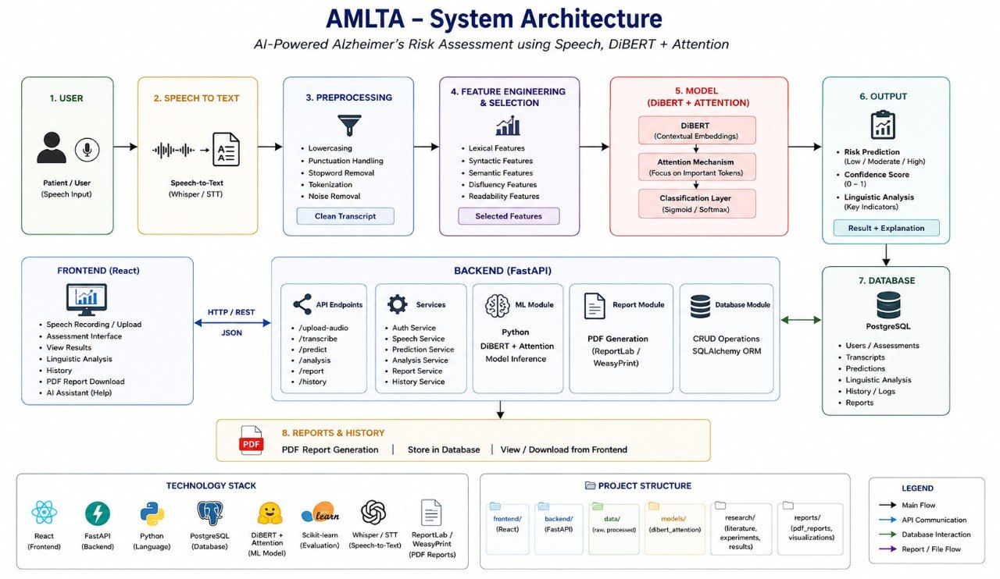 AMLTA – System Architecture
AI-Powered Alzheimer's Risk Assessment using Speech, DiBERT + Attention
1. USER
Patient / User
(Speech Input)
2. SPEECH TO TEXT
Speech-to-Text
(Whisper / STT)
3. PREPROCESSING
• Lowercasing
• Punctuation Handling
• Stopword Removal
• Tokenization
• Noise Removal
Clean Transcript
4. FEATURE ENGINEERING
& SELECTION
• Lexical Features
• Syntactic Features
• Semantic Features
• Disfluency Features
• Readability Features
Selected Features
5. MODEL
(DiBERT + ATTENTION)
DiBERT
(Contextual Embeddings)
Attention Mechanism
(Focus on Important Tokens)
Classification Layer
(Sigmoid / Softmax)
6. OUTPUT
• Risk Prediction
(Low / Moderate / High)
• Confidence Score
(0 – 1)
• Linguistic Analysis
(Key Indicators)
Result + Explanation
FRONTEND (React)
• Speech Recording / Upload
• Assessment Interface
• View Results
• Linguistic Analysis
• History
• PDF Report Download
• AI Assistant (Help)
HTTP / REST
JSON
BACKEND (FastAPI)
API Endpoints
• /upload-audio
• /transcribe
• /predict
• /analysis
• /report
• /history
Services
• Auth Service
• Speech Service
• Prediction Service
• Analysis Service
• Report Service
• History Service
ML Module
Python
DiBERT + Attention
Model Inference
Report Module
PDF Generation
(ReportLab /
WeasyPrint)
Database Module
CRUD Operations
SQLAlchemy ORM
7. DATABASE
PostgreSQL
• Users / Assessments
• Transcripts
• Predictions
• Linguistic Analysis
• History / Logs
• Reports
PDF
8. REPORTS & HISTORY
PDF Report Generation | Store in Database | View / Download from Frontend
TECHNOLOGY STACK
React
(Frontend)
FastAPI
(Backend)
Python
(Language)
PostgreSQL
(Database)
DiBERT +
Attention
(ML Model)
learn
Scikit-learn
(Evaluation)
Whisper / STT
(Speech-to-Text)
ReportLab /
WeasyPrint
(PDF Reports)
PROJECT STRUCTURE
frontend/
(React)
backend/
(FastAPI)
data/
(raw, processed)
models/
(dibert_attention)
research/
(literature,
experiments,
results)
reports/
(pdf_reports,
visualizations)
LEGEND
Main Flow
API Communication
Database Interaction
Report / File Flow